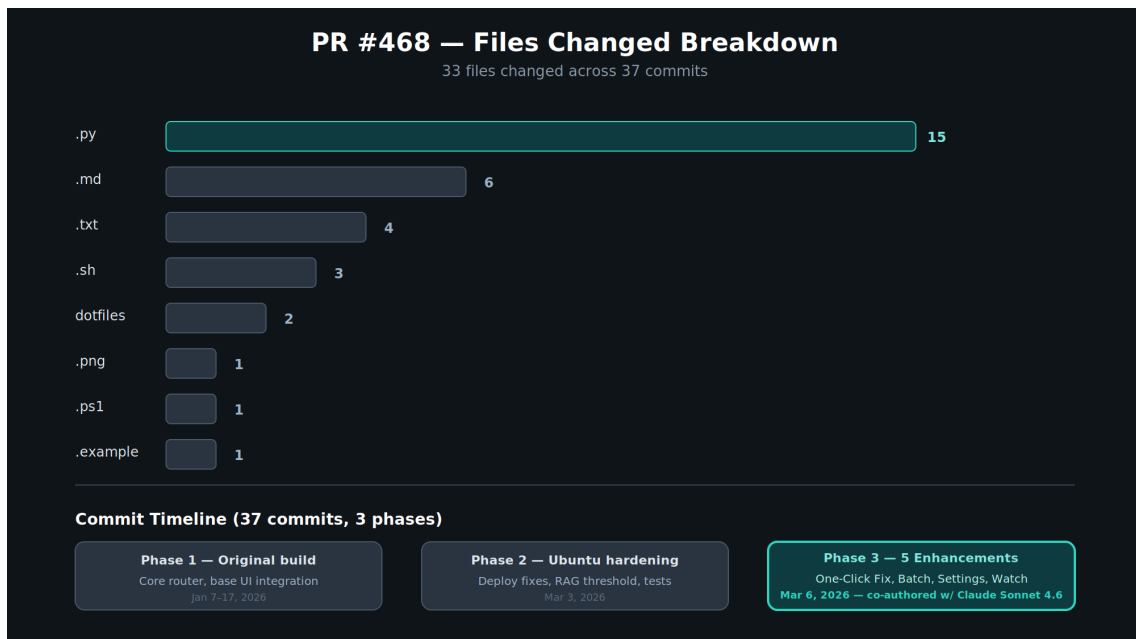 PR #468 — Files Changed Breakdown
33 files changed across 37 commits
.py 15
.md 6
.txt 4
.sh 3
dotfiles 2
.png 1
.ps1 1
.example 1
Commit Timeline (37 commits, 3 phases)
Phase 1 — Original build
Core router, base UI integration
Jan 7–17, 2026
Phase 2 — Ubuntu hardening
Deploy fixes, RAG threshold, tests
Mar 3, 2026
Phase 3 — 5 Enhancements
One-Click Fix, Batch, Settings, Watch
Mar 6, 2026 — co-authored w/ Claude Sonnet 4.6